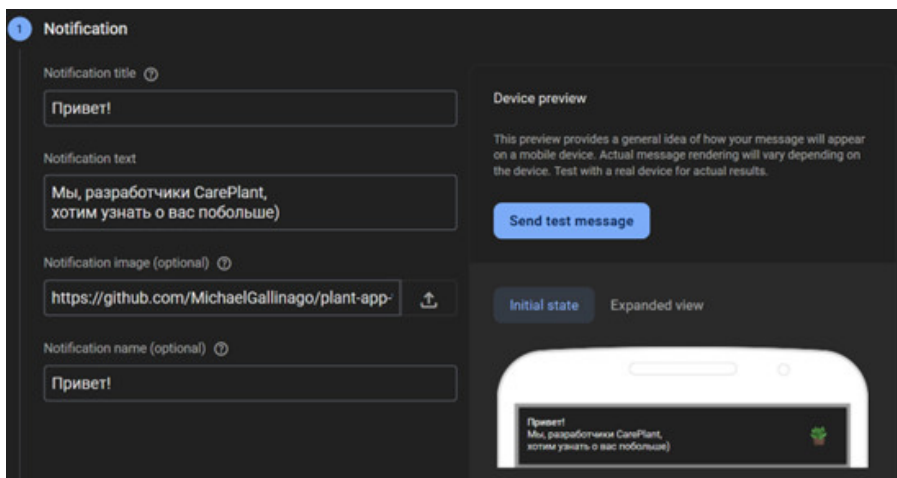 1
Notification
Notification title
Привет!
Notification text
Мы, разработчики CarePlant,
хотим узнать о вас побольше)
Notification image (optional)
https://github.com/MichaelGallinago/plant-app-
Notification name (optional)
Привет!
Device preview
This preview provides a general idea of how your message will appear
on a mobile device. Actual message rendering will vary depending on
the device. Test with a real device for actual results.
Send test message
Initial state
Expanded view
Привет!
Мы, разработчики CarePlant,
хотим узнать о вас побольше)